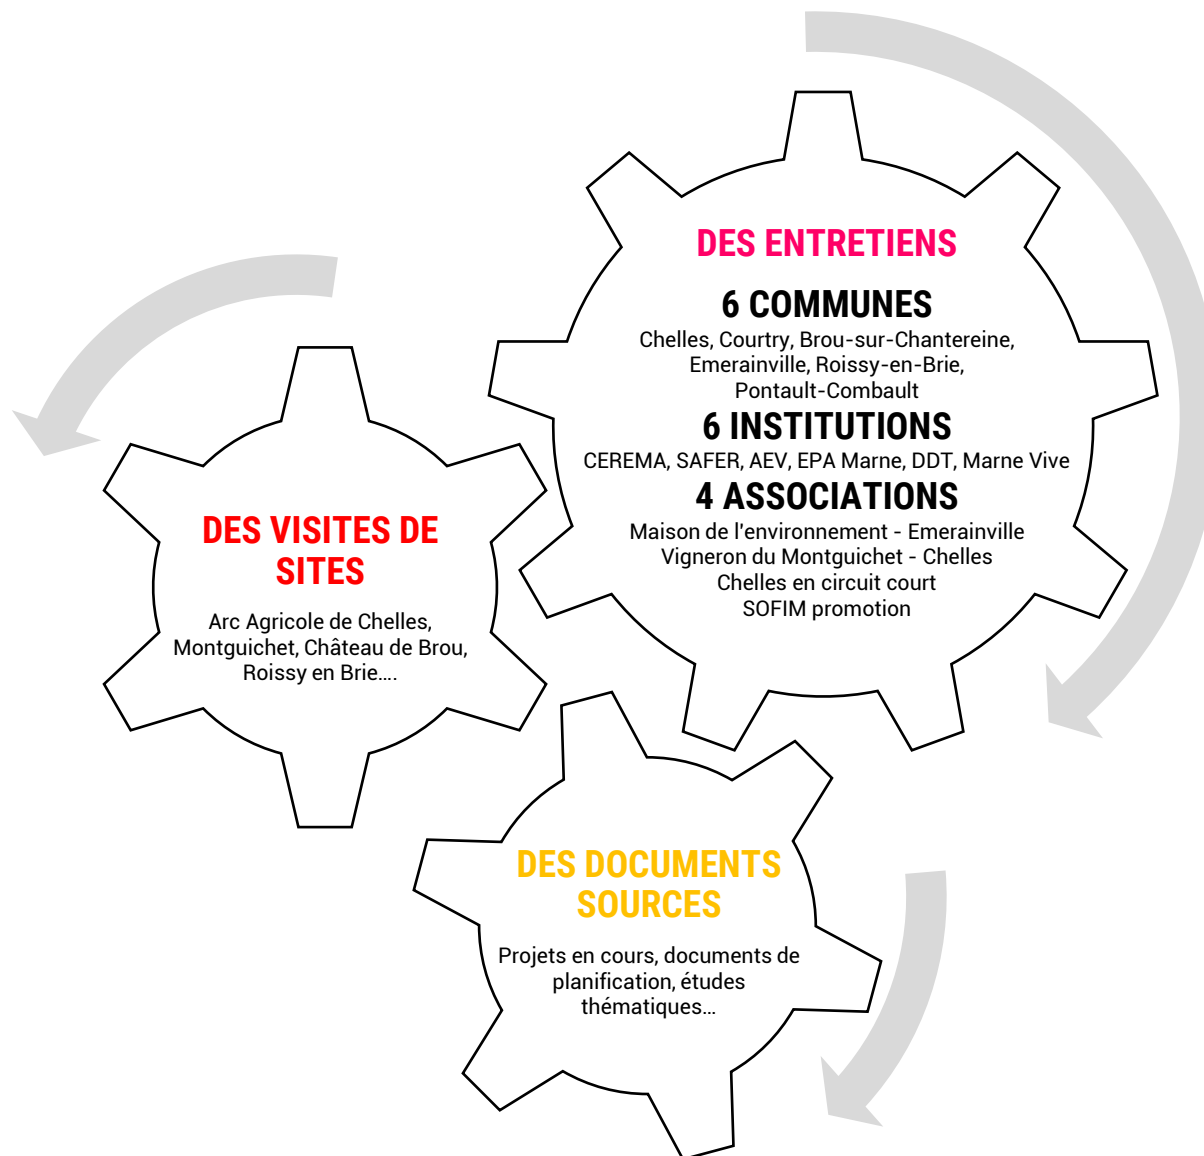 DES ENTRETIENS
6 COMMUNES
Chelles, Courtry, Brou-sur-Chantereine,
Emerainville, Roissy-en-Brie,
Pontault-Combault
6 INSTITUTIONS
CEREMA, SAFER, AEV, EPA Marne, DDT, Marne Vive
4 ASSOCIATIONS
Maison de l'environnement - Emerainville
Vigneron du Montguichet - Chelles
Chelles en circuit court
SOFIM promotion
DES VISITES DE
SITES
Arc Agricole de Chelles,
Montguichet, Château de Brou,
Roissy en Brie....
DES DOCUMENTS
SOURCES
Projets en cours, documents de
planification, études
thématiques…